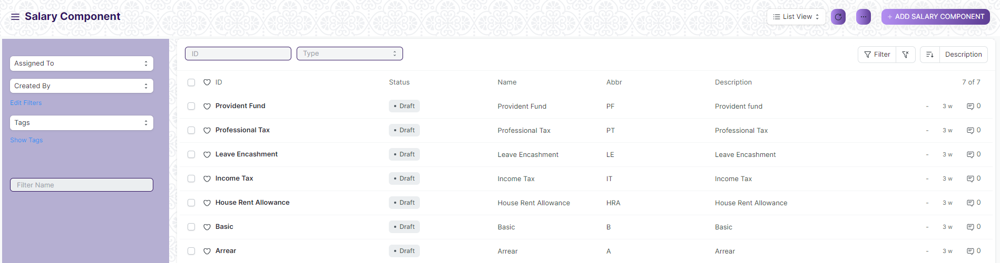 Salary Component
List View
+ ADD SALARY COMPONENT
Assigned To
Created By
Edit Filters
Tags
Show Tags
Filter Name
ID Type Filter Description
ID Status Name Abbr Description 7 of 7
Provident Fund • Draft Provident Fund PF Provident fund - 3 w 0
Professional Tax • Draft Professional Tax PT Professional Tax - 3 w 0
Leave Encashment • Draft Leave Encashment LE Leave Encashment - 3 w 0
Income Tax • Draft Income Tax IT Income Tax - 3 w 0
House Rent Allowance • Draft House Rent Allowance HRA House Rent Allowance - 3 w 0
Basic • Draft Basic B Basic - 3 w 0
Arrear • Draft Arrear A Arrear - 3 w 0